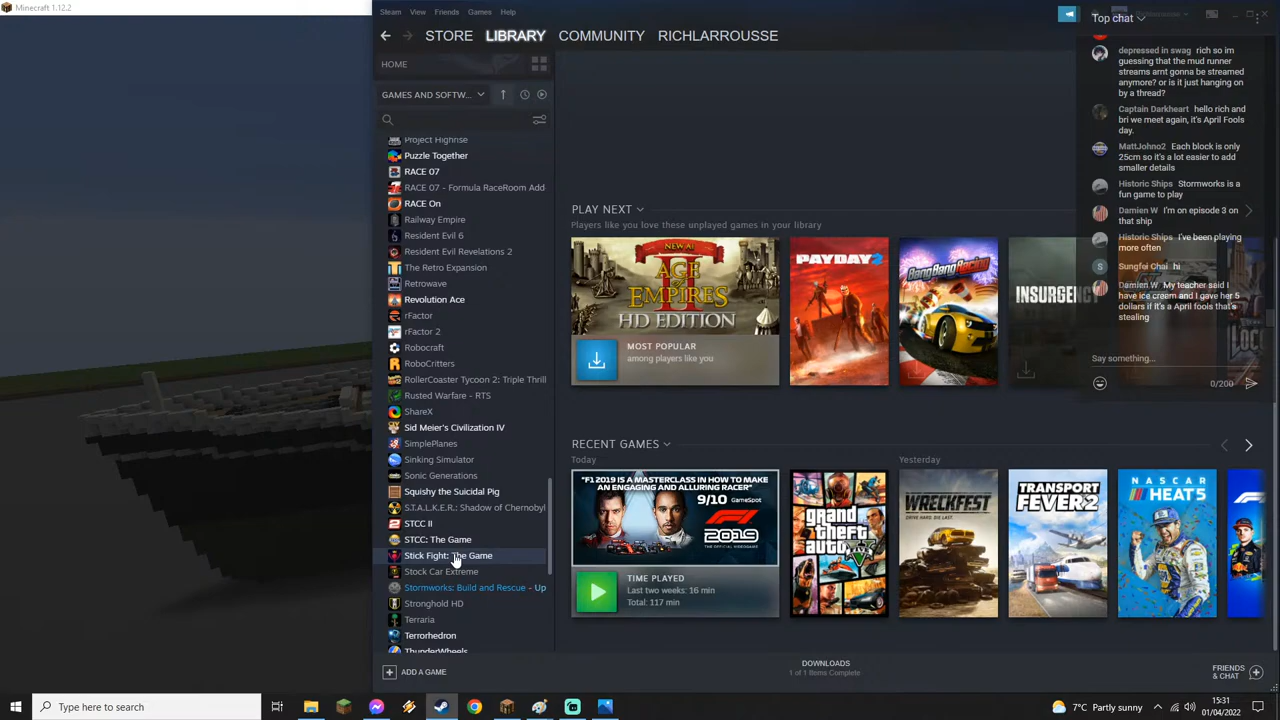 Minecraft 1.12.2
Steam View Friends Games Help
STORE LIBRARY COMMUNITY RICHLARROUSSE
HOME
GAMES AND SOFTW...
Project Highrise
Puzzle Together
RACE 07
RACE 07 - Formula RaceRoom Add-
RACE On
Railway Empire
Resident Evil 6
Resident Evil Revelations 2
The Retro Expansion
Retrowave
Revolution Ace
rFactor
rFactor 2
Robocraft
RoboCritters
RollerCoaster Tycoon 2: Triple Thrill
Rusted Warfare - RTS
ShareX
Sid Meier's Civilization IV
SimplePlanes
Sinking Simulator
Sonic Generations
Squishy the Suicidal Pig
S.T.A.L.K.E.R.: Shadow of Chernobyl
STCC II
STCC: The Game
Stick Fight: The Game
Stock Car Extreme
Stormworks: Build and Rescue - Up
Stronghold HD
Terraria
Terrorhedron
ThunderWheels
ADD A GAME
PLAY NEXT
Players like you love these unplayed games in your library
NEW AI
AGE of
EMPIRES
II
HD EDITION
MOST POPULAR
among players like you
PAYDAY 2
BANG BANG RACING
INSURGENCY
RECENT GAMES
Today
Yesterday
"F1 2019 IS A MASTERCLASS IN HOW TO MAKE
AN ENGAGING AND ALLURING RACER"
9/10 GameSpot
F1
2019
TIME PLAYED
Last two weeks: 16 min
Total: 117 min
grand
theft
auto
V
WRECKFEST
DRIVE HARD. DIE LAST.
TRANSPORT
FEVER 2
NASCAR
HEAT 5
DOWNLOADS
1 of 1 Items Complete
FRIENDS
& CHAT
Top chat
depressed in swag rich so im
guessing that the mud runner
streams arnt gonna be streamed
anymore? or is it just hanging on
by a thread?
Captain Darkheart hello rich and
bri we meet again, it's April Fools
day.
MattJohno2 Each block is only
25cm so it's a lot easier to add
smaller details
Historic Ships Stormworks is a
fun game to play
Damien W I'm on episode 3 on
that ship
Historic Ships I've been playing
more often
S Sungfei Chai hi
Damien W My teacher said I
have ice cream and I gave her 5
dollars if it's a April fools that's
stealing
Say something...
0/200
Type here to search
7°C Partly sunny
15:31
01/04/2022